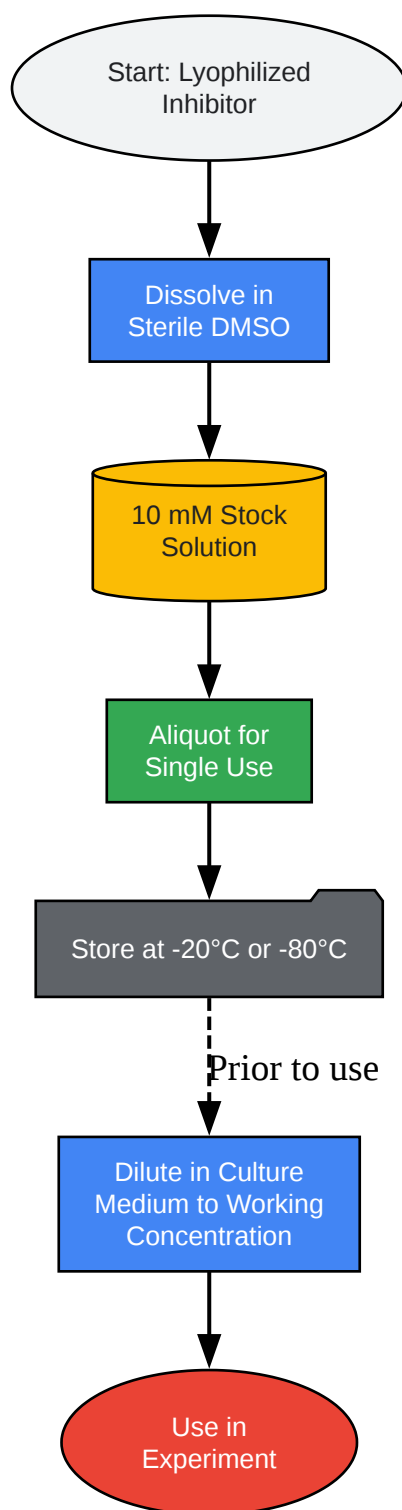 Start: Lyophilized
Inhibitor
Dissolve in
Sterile DMSO
10 mM Stock
Solution
Aliquot for
Single Use
Store at -20°C or -80°C
Prior to use
Dilute in Culture
Medium to Working
Concentration
Use in
Experiment